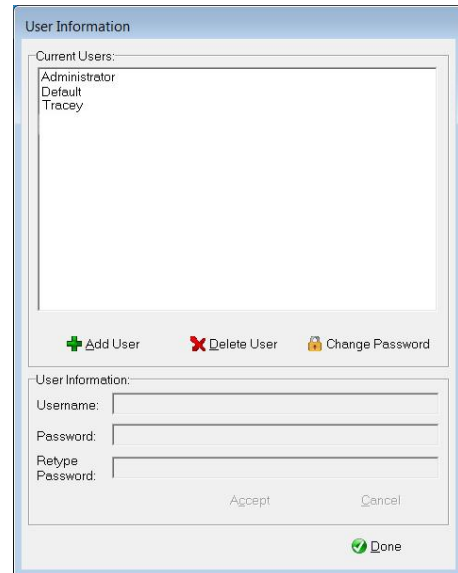 User Information
Current Users:
Administrator
Default
Tracey
Add User Delete User Change Password
User Information:
Username:
Password:
Retype
Password:
Accept Cancel
Done